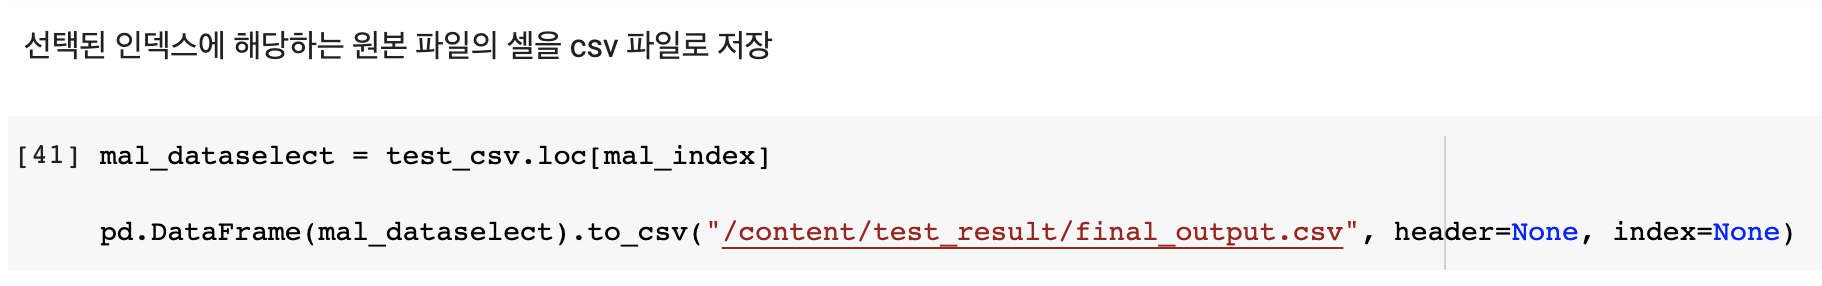 선택된 인덱스에 해당하는 원본 파일의 셀을 csv 파일로 저장
[41] mal_dataselect = test_csv.loc[mal_index]
pd.DataFrame(mal_dataselect).to_csv("/content/test_result/final_output.csv", header=None, index=None)